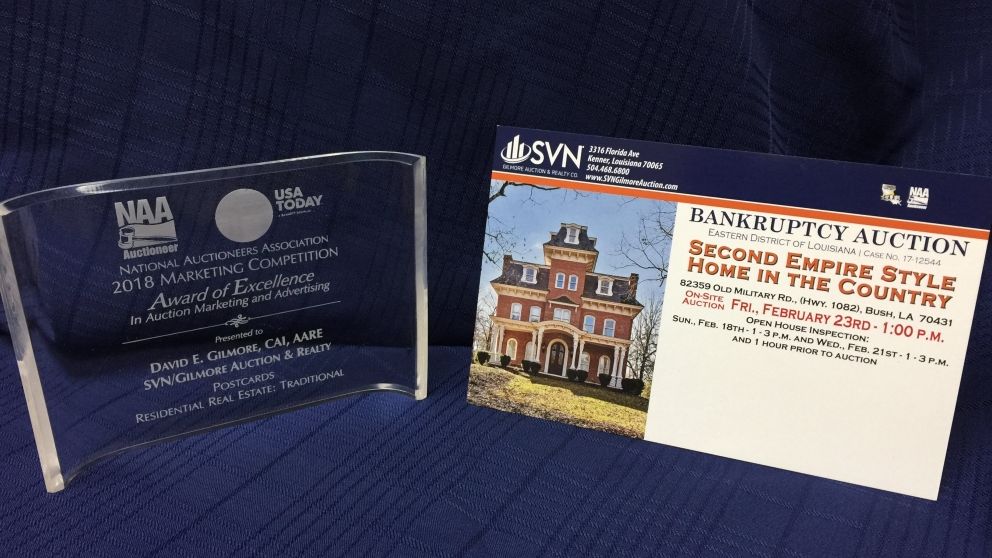 NAA
Auctioneer
USA
TODAY
National Auctioneers Association
2018 Marketing Competition
Award of Excellence
In Auction Marketing and Advertising
Presented to
David E. Gilmore, CAI, AARE
SVN/Gilmore Auction & Realty
Postcards
Residential Real Estate: Traditional
SVN
GILMORE AUCTION & REALTY CO.
3316 Florida Ave
Kenner, Louisiana 70065
504.468.6800
www.SVNGilmoreAuction.com
NAA
Auctioneer
Bankruptcy Auction
Eastern District of Louisiana | Case No. 17-12544
Second Empire Style
Home in the Country
82359 Old Military Rd., (Hwy. 1082), Bush, LA 70431
On-Site
Auction Fri., February 23rd - 1:00 p.m.
Open House Inspection:
Sun., Feb. 18th - 1 - 3 p.m. and Wed., Feb. 21st - 1 - 3 p.m.
and 1 hour prior to auction